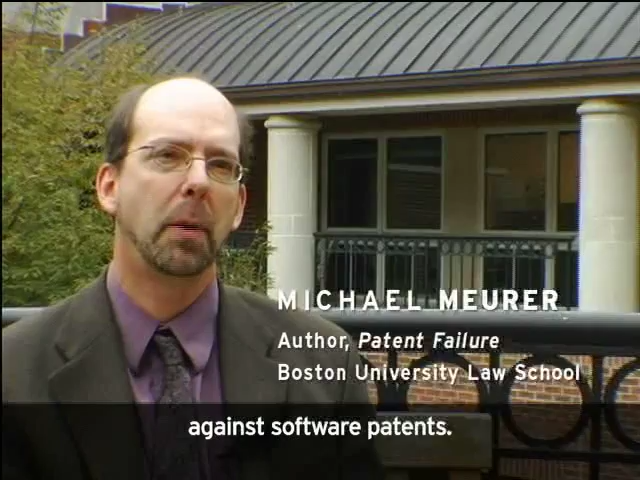 MICHAEL MEURER
Author, Patent Failure
Boston University Law School
against software patents.